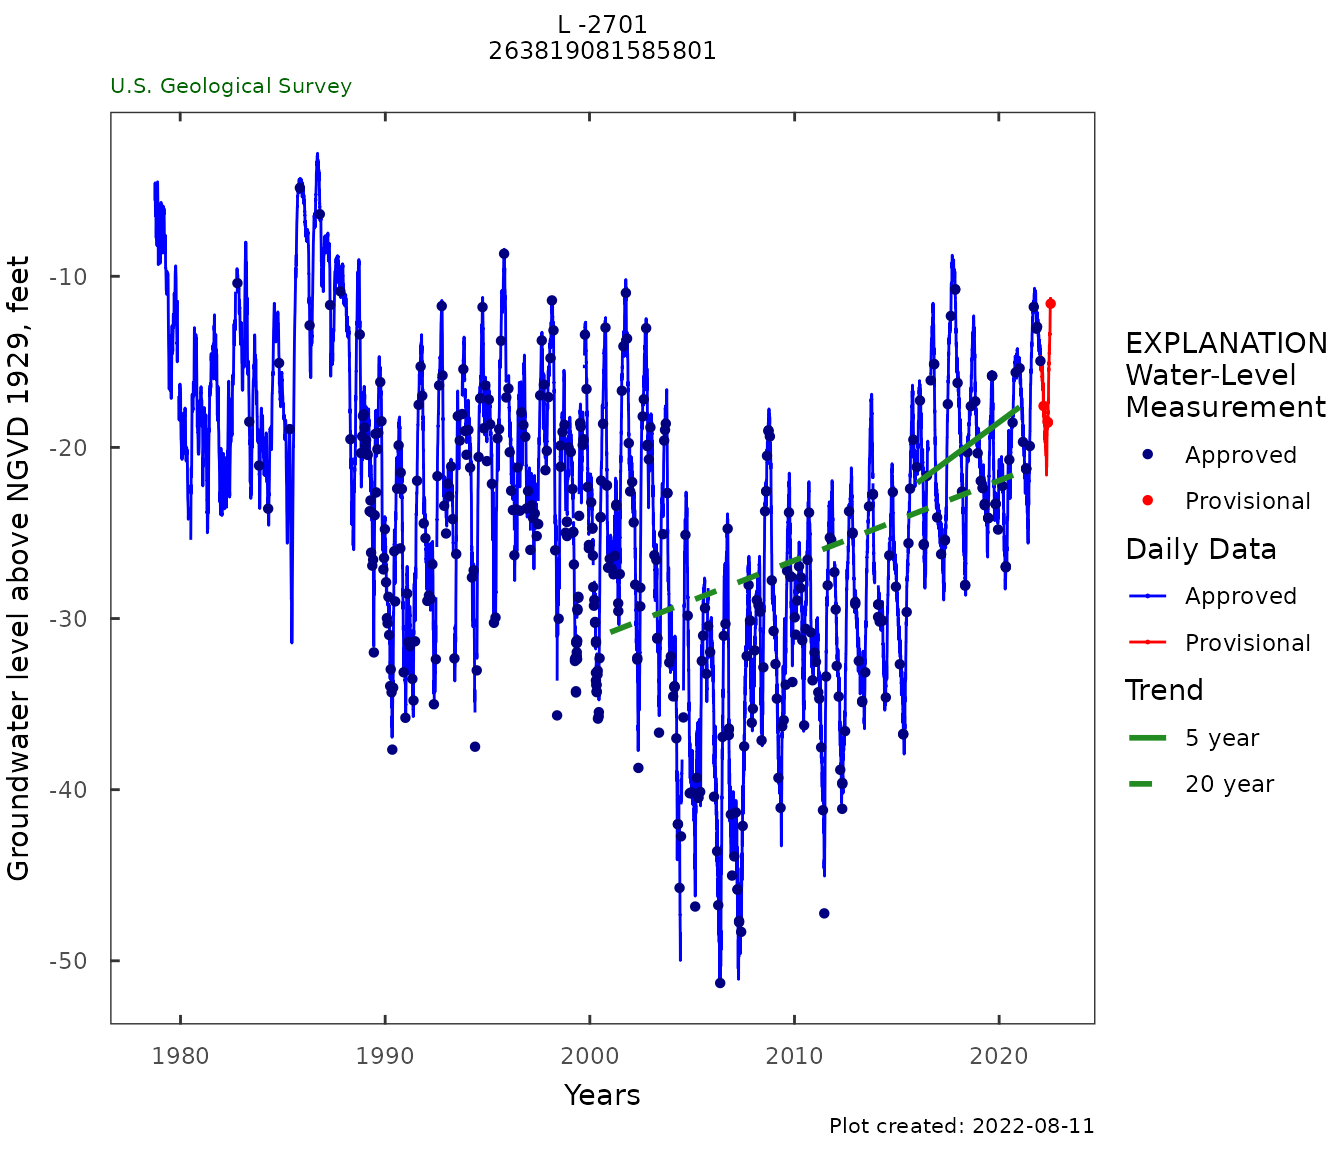 L -2701
263819081585801
U.S. Geological Survey
Groundwater level above NGVD 1929, feet
-10
-20
-30
-40
-50
1980
1990
2000
2010
2020
Years
EXPLANATION
Water-Level
Measurement
Approved
Provisional
Daily Data
Approved
Provisional
Trend
5 year
20 year
Plot created: 2022-08-11